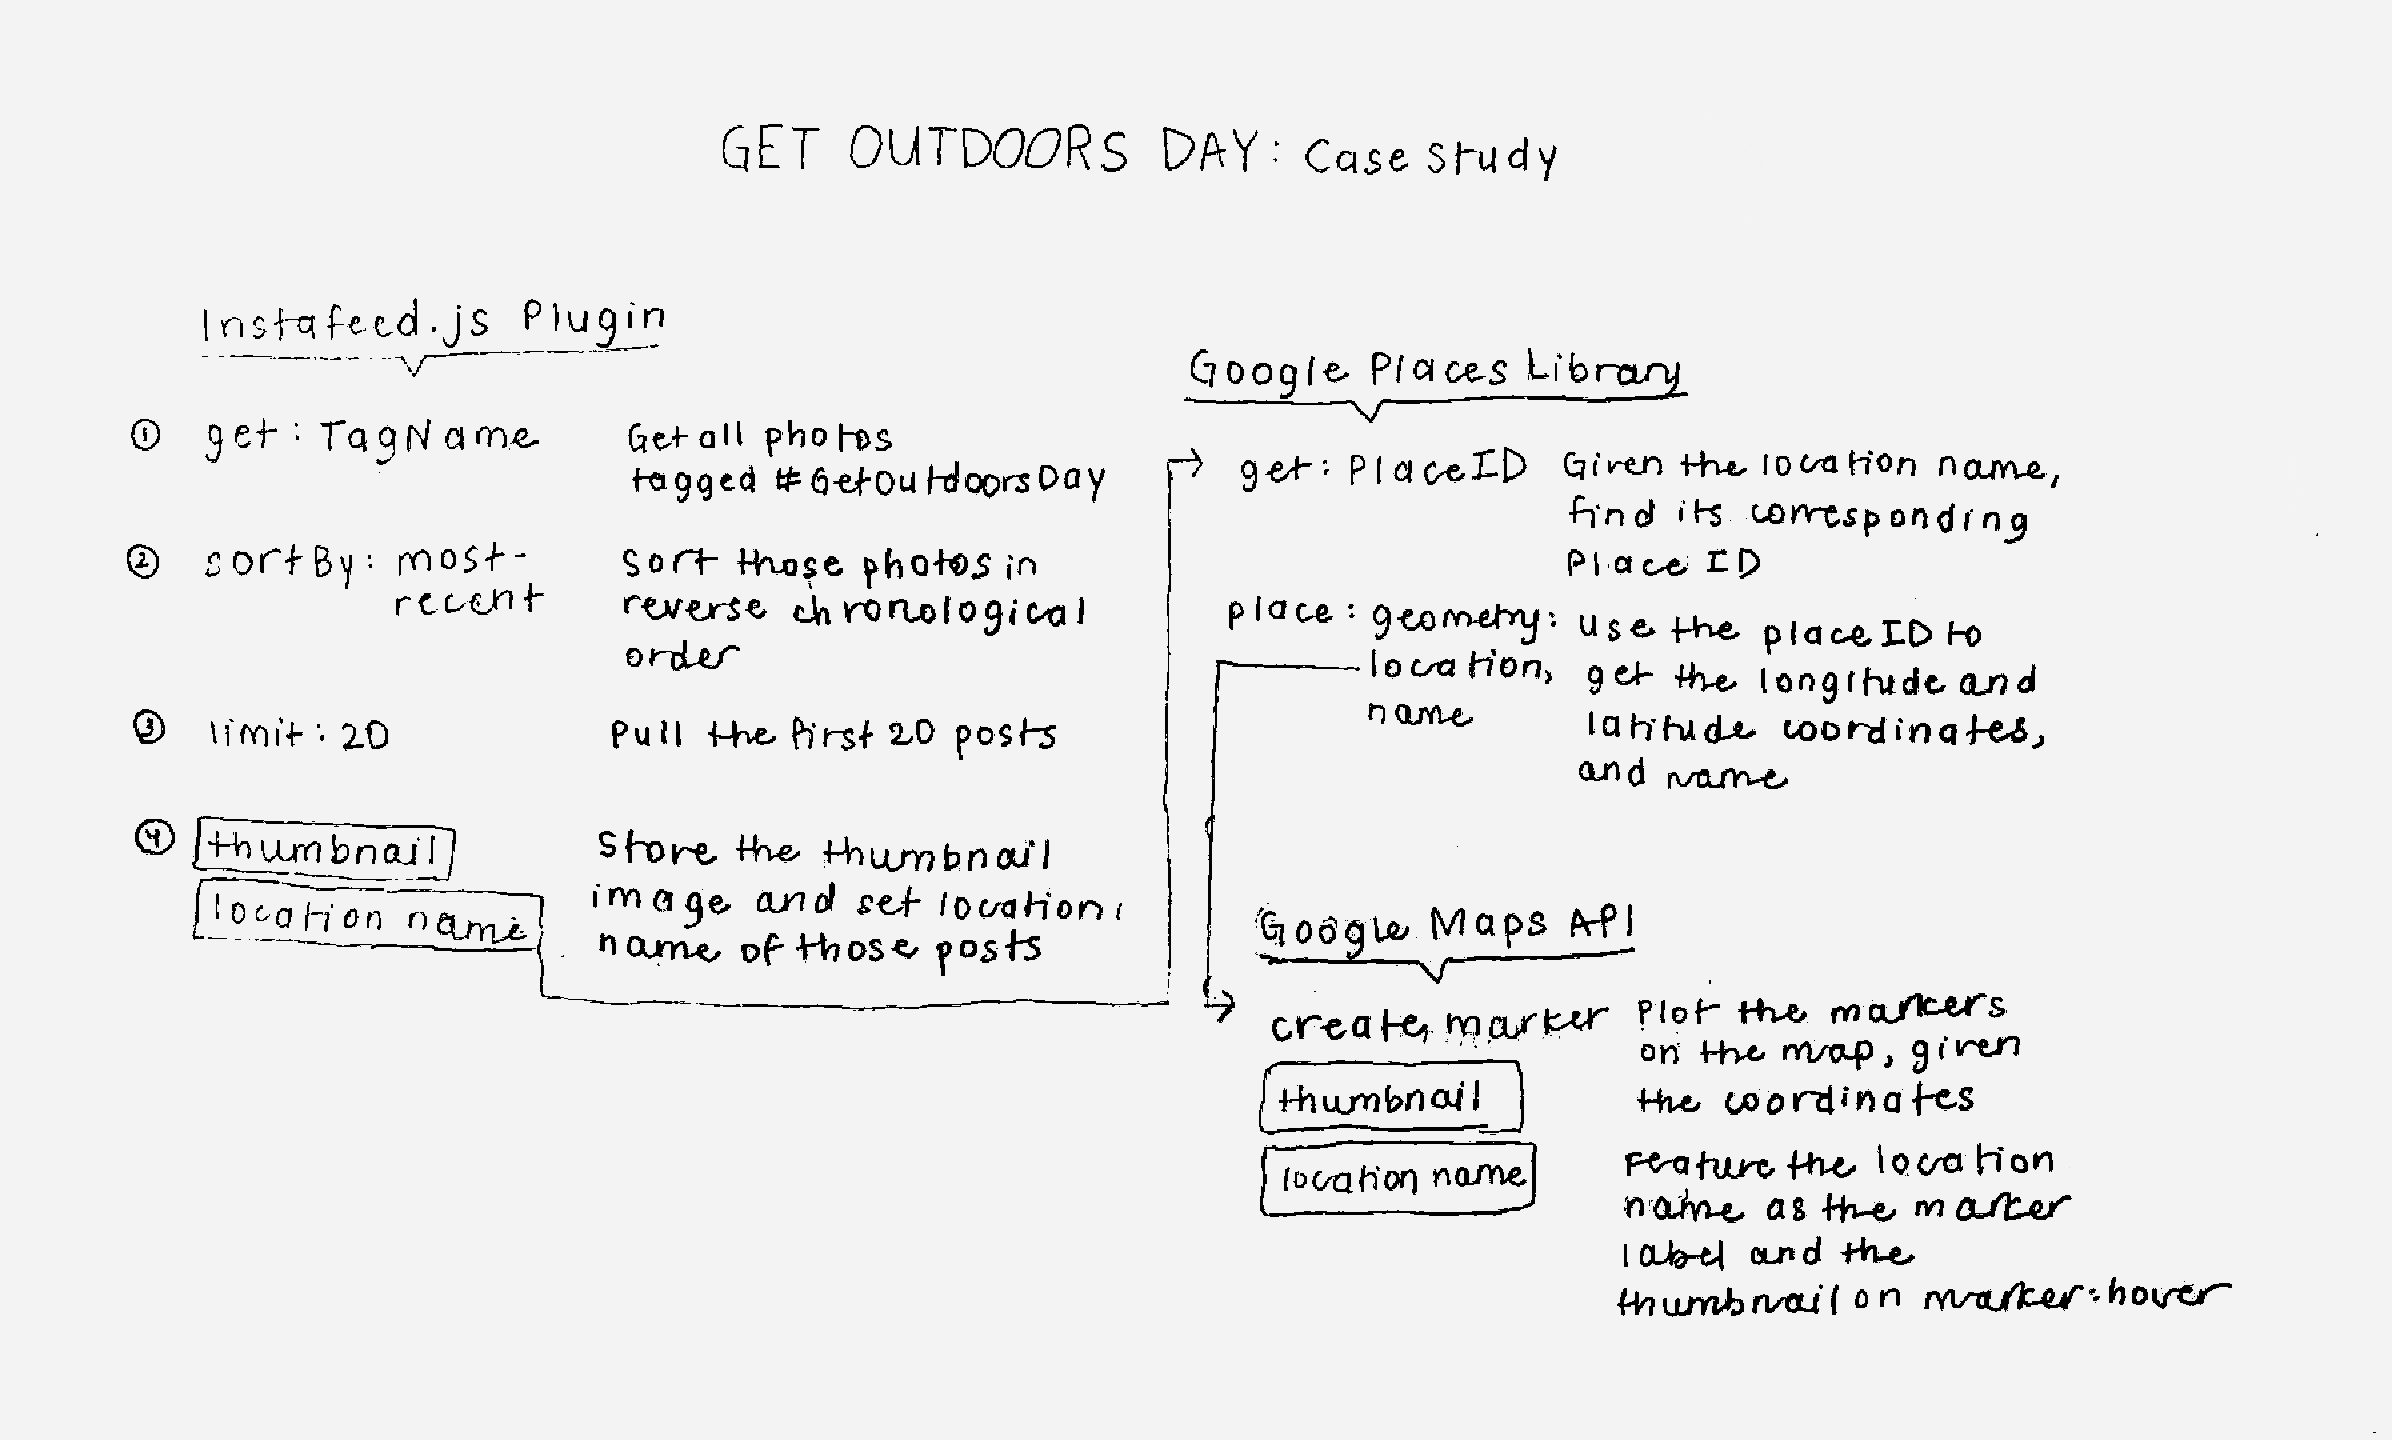 GET OUTDOORS DAY: Case Study
Instafeed.js Plugin
① get: TagName
Get all photos
tagged #GetOutdoorsDay
② sortBy: most-
recent
Sort those photos in
reverse chronological
order
③ limit: 20
Pull the first 20 posts
④ thumbnail
location name
Store the thumbnail
image and set location
name of those posts
Google Places Library
get: PlaceID
Given the location name,
find its corresponding
Place ID
place: geometry:
location,
name
use the placeID to
get the longitude and
latitude coordinates,
and name
Google Maps API
create marker
thumbnail
location name
Plot the markers
on the map, given
the coordinates
Feature the location
name as the marker
label and the
thumbnail on marker:hover